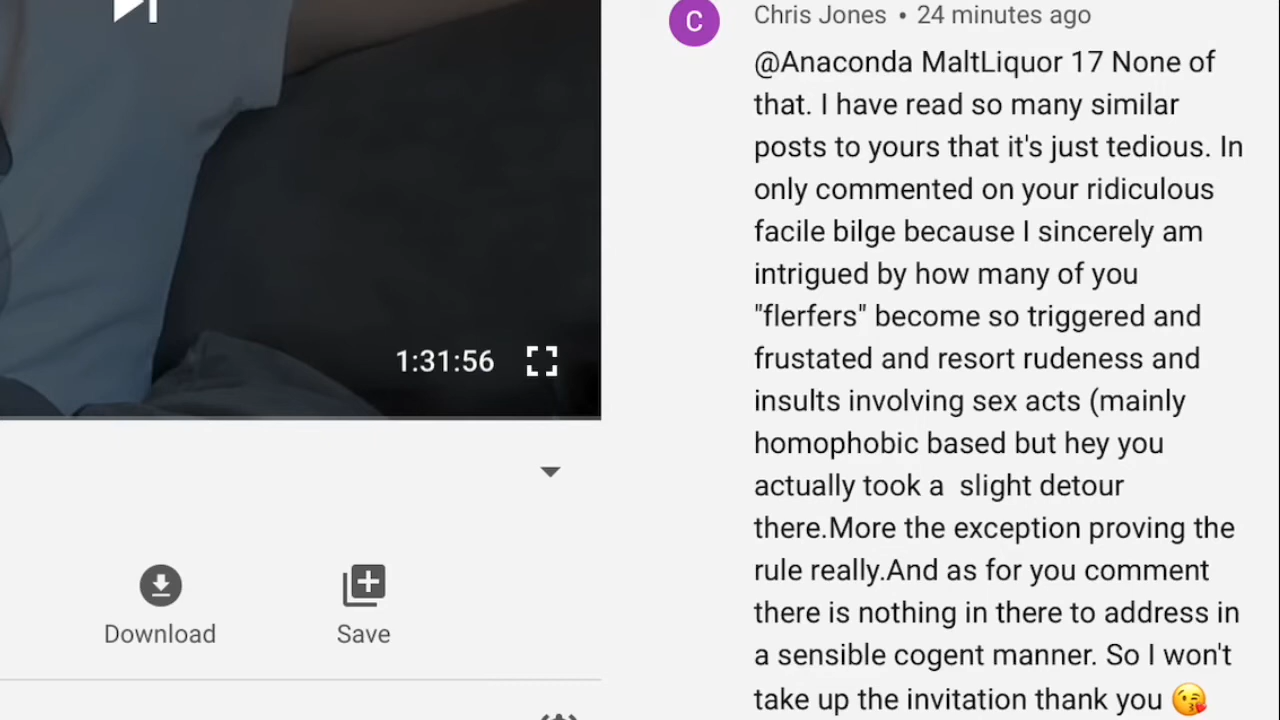 1:31:56
Download
Save
C
Chris Jones • 24 minutes ago
@Anaconda MaltLiquor 17 None of
that. I have read so many similar
posts to yours that it's just tedious. In
only commented on your ridiculous
facile bilge because I sincerely am
intrigued by how many of you
"flerfers" become so triggered and
frustated and resort rudeness and
insults involving sex acts (mainly
homophobic based but hey you
actually took a  slight detour
there.More the exception proving the
rule really.And as for you comment
there is nothing in there to address in
a sensible cogent manner. So I won't
take up the invitation thank you 😘